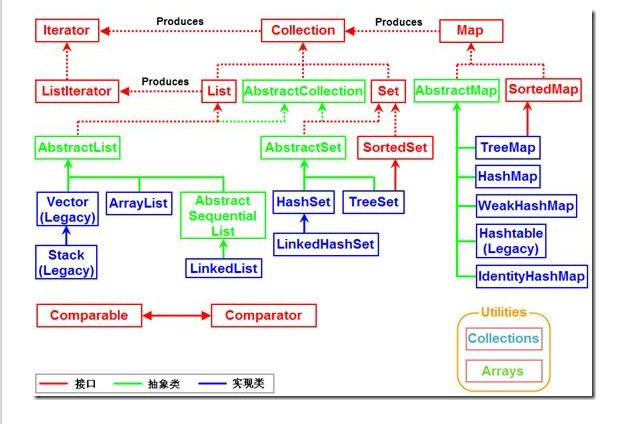 Produces
Produces
Iterator
Collection
Map
Produces
ListIterator
List
AbstractCollection
Set
AbstractMap
SortedMap
AbstractList
AbstractSet
SortedSet
TreeMap
HashMap
Vector
(Legacy)
ArrayList
Abstract
Sequential
List
HashSet
TreeSet
WeakHashMap
Stack
(Legacy)
LinkedList
LinkedHashSet
Hashtable
(Legacy)
IdentityHashMap
Comparable
Comparator
Utilities
Collections
Arrays
接口
抽象类
实现类